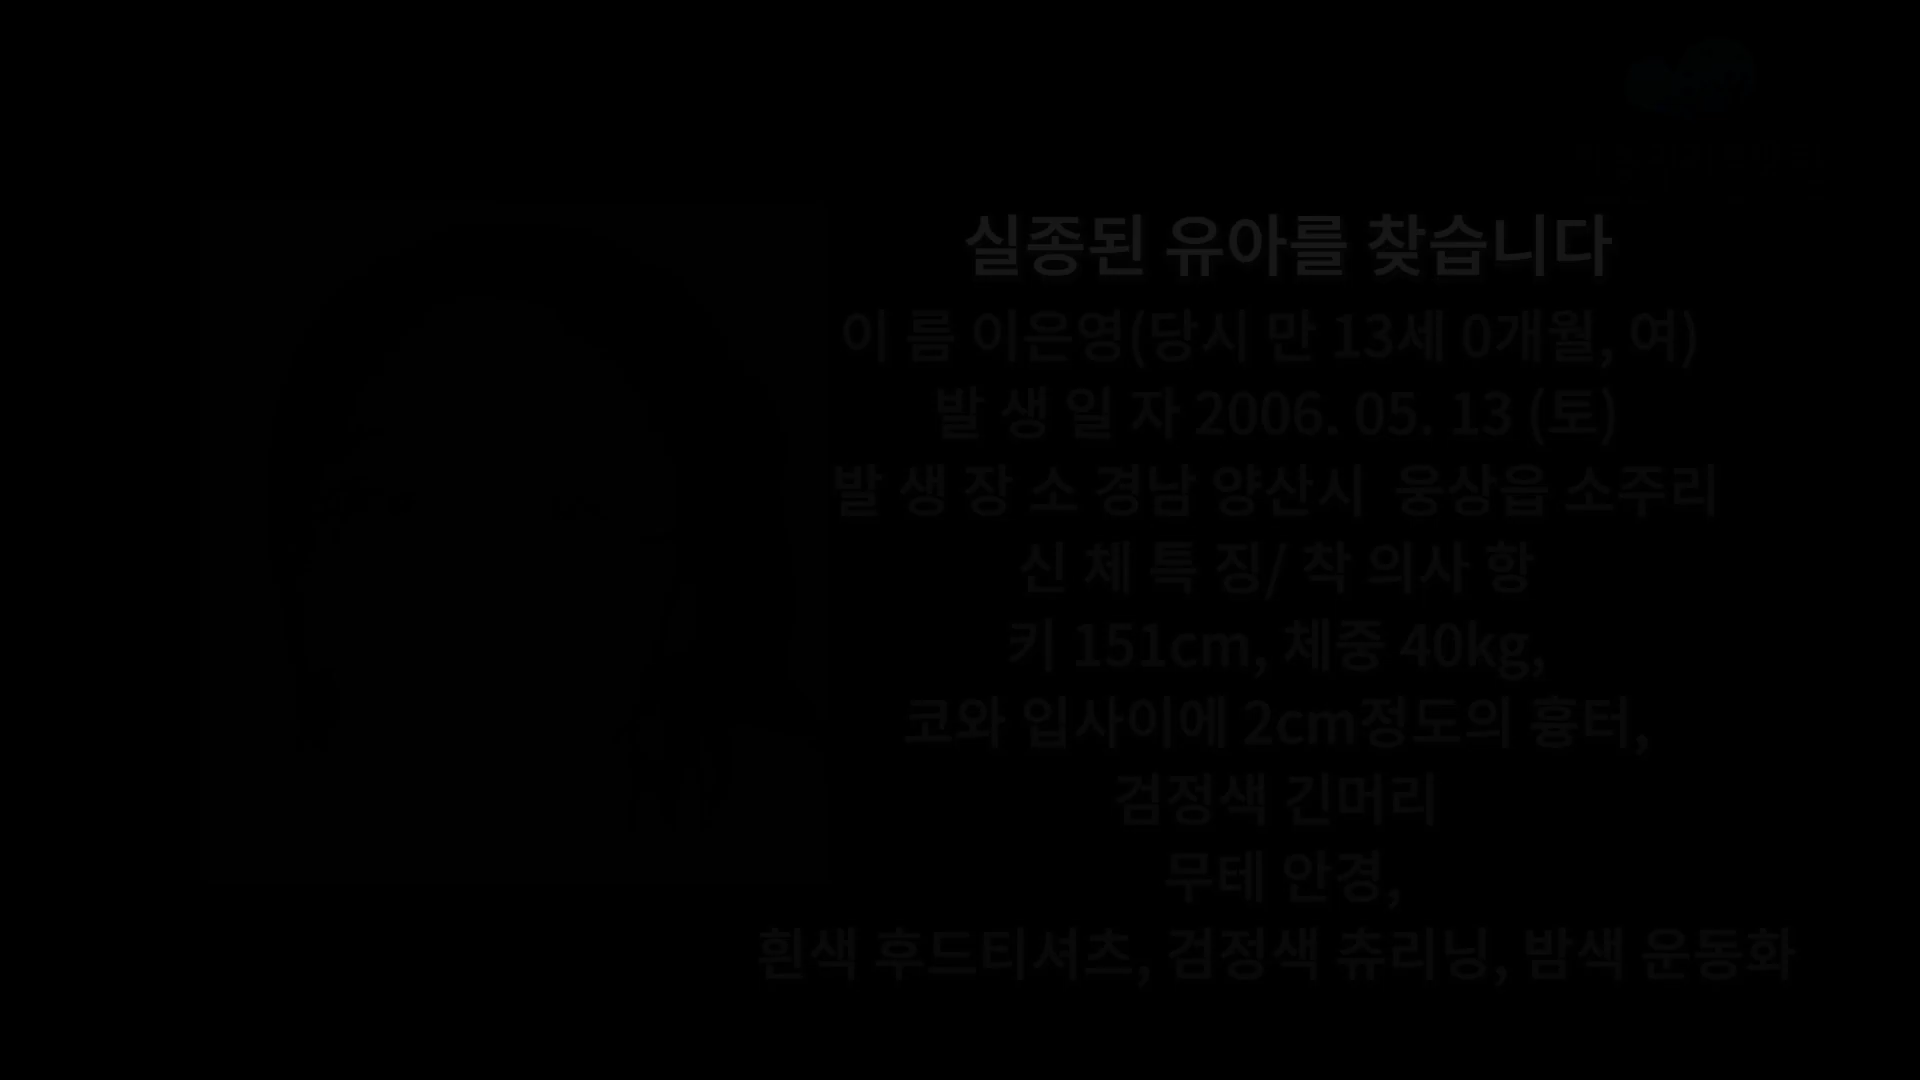 실종된 유아를 찾습니다
이 름 이은영(당시 만 13세 0개월, 여)
발 생 일 자 2006. 05. 13 (토)
발 생 장 소 경남 양산시  웅상읍 소주리
신 체 특 징/ 착 의사 항
키 151cm, 체중 40kg,
코와 입사이에 2cm정도의 흉터,
검정색 긴머리
무테 안경,
흰색 후드티셔츠, 검정색 츄리닝, 밤색 운동화